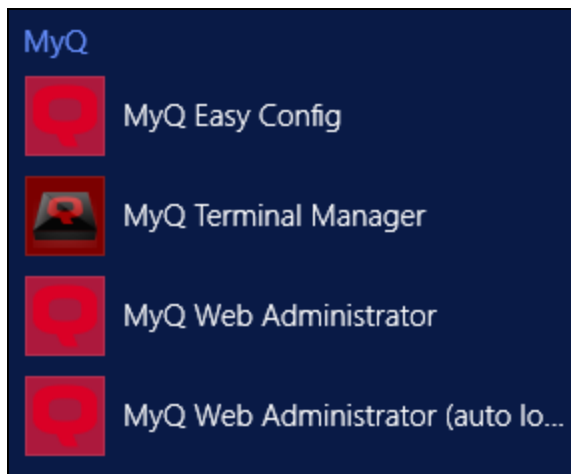 MyQ
MyQ Easy Config
MyQ Terminal Manager
MyQ Web Administrator
MyQ Web Administrator (auto lo...